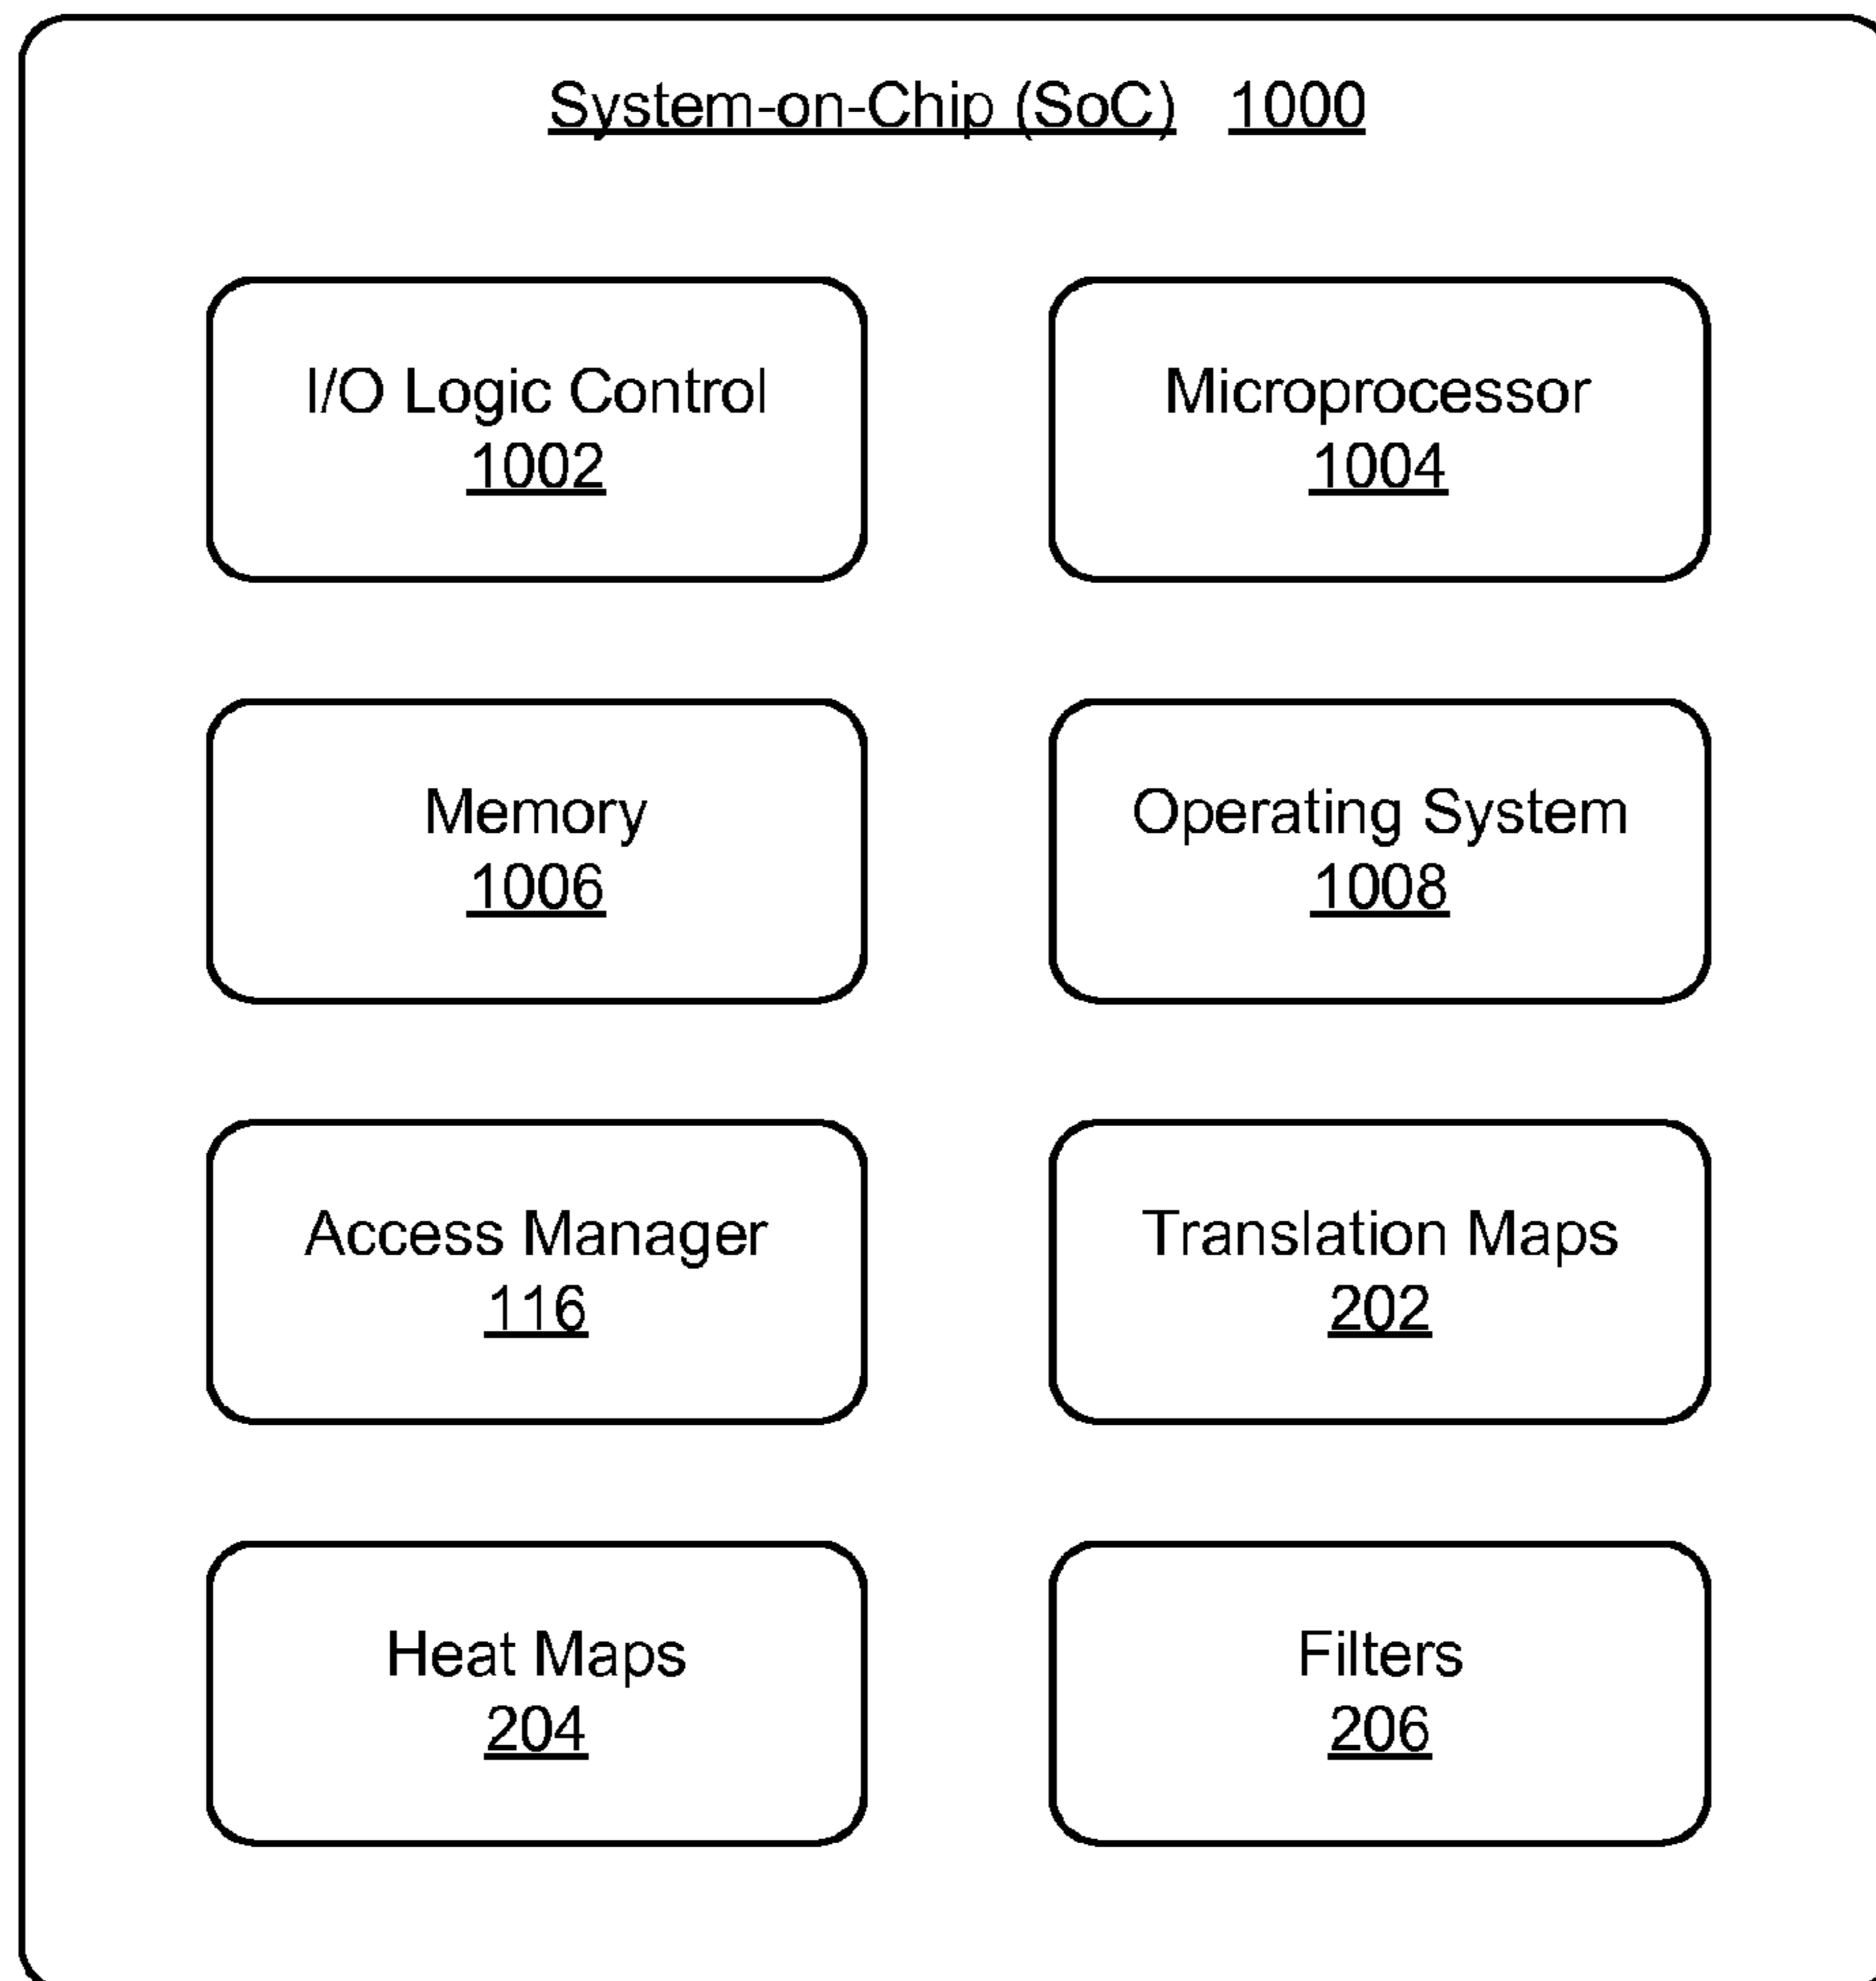 System-on-Chip (SoC) 1000
I/O Logic Control
1002
Microprocessor
1004
Memory
1006
Operating System
1008
Access Manager
116
Translation Maps
202
Heat Maps
204
Filters
206